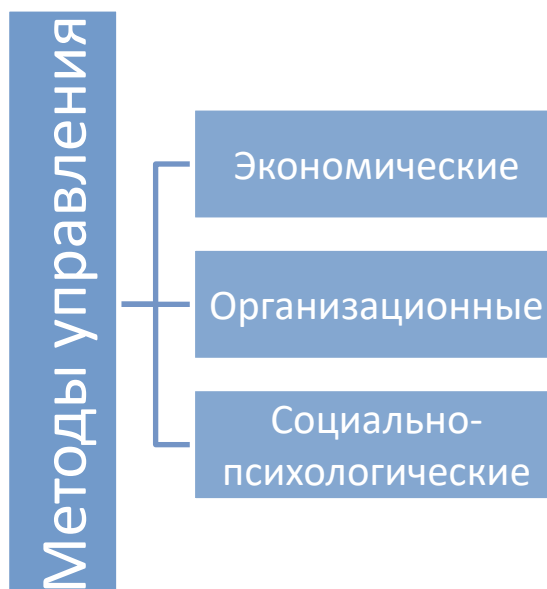 Методы управления
Экономические
Организационные
Социально-
психологические